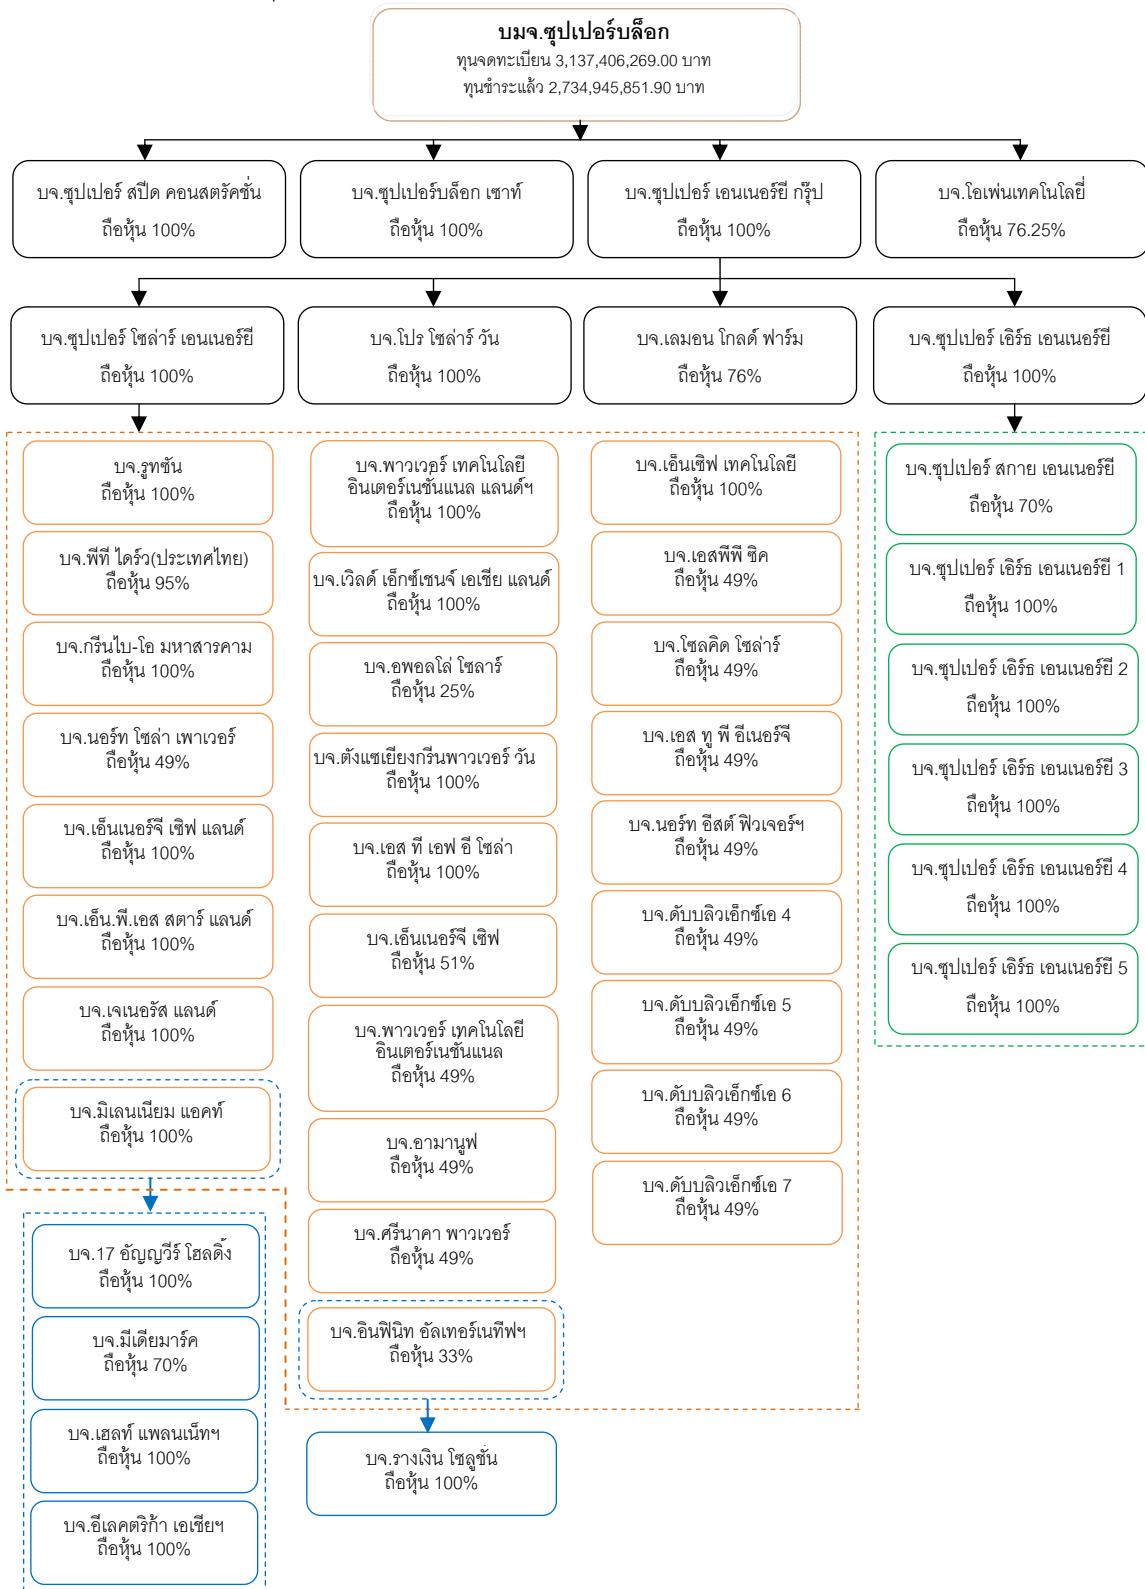 บมจ.ซุปเปอร์บล็อก
ทุนจดทะเบียน 3,137,406,269.00 บาท
ทุนชำระแล้ว 2,734,945,851.90 บาท
บจ.ซุปเปอร์ สปีด คอนสตรัคชั่น
ถือหุ้น 100%
บจ.ซุปเปอร์บล็อก เซาท์
ถือหุ้น 100%
บจ.ซุปเปอร์ เอนเนอร์ยี กรุ๊ป
ถือหุ้น 100%
บจ.โอเพ่นเทคโนโลยี่
ถือหุ้น 76.25%
บจ.ซุปเปอร์ โซล่าร์ เอนเนอร์ยี
ถือหุ้น 100%
บจ.โปร โซล่าร์ วัน
ถือหุ้น 100%
บจ.เลมอน โกลด์ ฟาร์ม
ถือหุ้น 76%
บจ.ซุปเปอร์ เอิร์ธ เอนเนอร์ยี
ถือหุ้น 100%
บจ.รูทซัน
ถือหุ้น 100%
บจ.พีที ไดร์ว(ประเทศไทย)
ถือหุ้น 95%
บจ.กรีนไบ-โอ มหาสารคาม
ถือหุ้น 100%
บจ.นอร์ท โซล่า เพาเวอร์
ถือหุ้น 49%
บจ.เอ็นเนอร์จี เซิฟ แลนด์
ถือหุ้น 100%
บจ.เอ็น.พี.เอส สตาร์ แลนด์
ถือหุ้น 100%
บจ.เจเนอรัส แลนด์
ถือหุ้น 100%
บจ.มิเลนเนียม แอคท์
ถือหุ้น 100%
บจ.พาวเวอร์ เทคโนโลยี
อินเตอร์เนชั่นแนล แลนด์ฯ
ถือหุ้น 100%
บจ.เวิลด์ เอ็กซ์เชนจ์ เอเชีย แลนด์
ถือหุ้น 100%
บจ.อพอลโล่ โซลาร์
ถือหุ้น 25%
บจ.ตังแซเยียงกรีนพาวเวอร์ วัน
ถือหุ้น 100%
บจ.เอส ที เอฟ อี โซล่า
ถือหุ้น 100%
บจ.เอ็นเนอร์จี เซิฟ
ถือหุ้น 51%
บจ.พาวเวอร์ เทคโนโลยี
อินเตอร์เนชั่นแนล
ถือหุ้น 49%
บจ.อามานูฟ
ถือหุ้น 49%
บจ.ศรีนาคา พาวเวอร์
ถือหุ้น 49%
บจ.อินฟินิท อัลเทอร์เนทีฟฯ
ถือหุ้น 33%
บจ.เอ็นเซิฟ เทคโนโลยี
ถือหุ้น 100%
บจ.เอสพีพี ซิค
ถือหุ้น 49%
บจ.โซลคิด โซล่าร์
ถือหุ้น 49%
บจ.เอส ทู พี อีเนอร์จี
ถือหุ้น 49%
บจ.นอร์ท อีสต์ ฟิวเจอร์ฯ
ถือหุ้น 49%
บจ.ดับบลิวเอ็กซ์เอ 4
ถือหุ้น 49%
บจ.ดับบลิวเอ็กซ์เอ 5
ถือหุ้น 49%
บจ.ดับบลิวเอ็กซ์เอ 6
ถือหุ้น 49%
บจ.ดับบลิวเอ็กซ์เอ 7
ถือหุ้น 49%
บจ.ซุปเปอร์ สกาย เอนเนอร์ยี
ถือหุ้น 70%
บจ.ซุปเปอร์ เอิร์ธ เอนเนอร์ยี 1
ถือหุ้น 100%
บจ.ซุปเปอร์ เอิร์ธ เอนเนอร์ยี 2
ถือหุ้น 100%
บจ.ซุปเปอร์ เอิร์ธ เอนเนอร์ยี 3
ถือหุ้น 100%
บจ.ซุปเปอร์ เอิร์ธ เอนเนอร์ยี 4
ถือหุ้น 100%
บจ.ซุปเปอร์ เอิร์ธ เอนเนอร์ยี 5
ถือหุ้น 100%
บจ.17 อัญญวีร์ โฮลดิ้ง
ถือหุ้น 100%
บจ.มีเดียมาร์ค
ถือหุ้น 70%
บจ.เฮลท์ แพลนเน็ทฯ
ถือหุ้น 100%
บจ.อีเลคตริก้า เอเชียฯ
ถือหุ้น 100%
บจ.รางเงิน โซลูชั่น
ถือหุ้น 100%